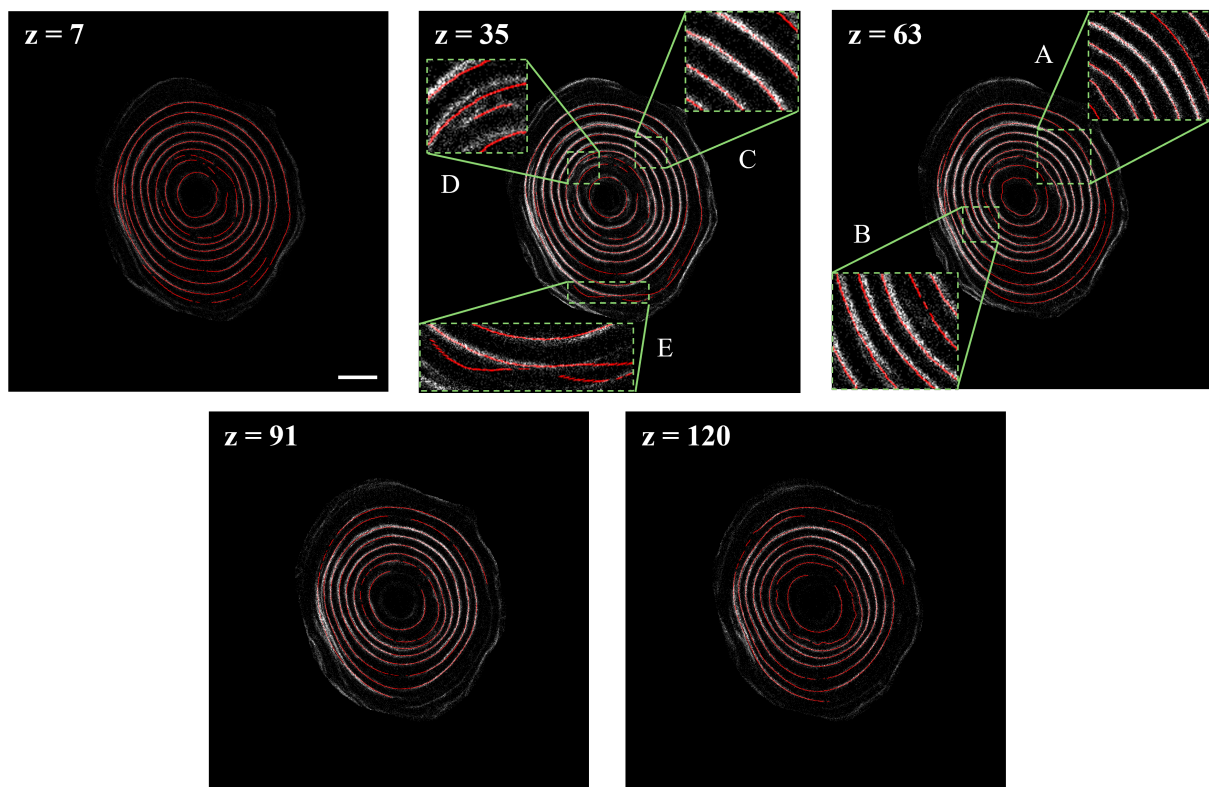 z = 7
z = 35
z = 63
A
C
D
B
E
z = 91
z = 120